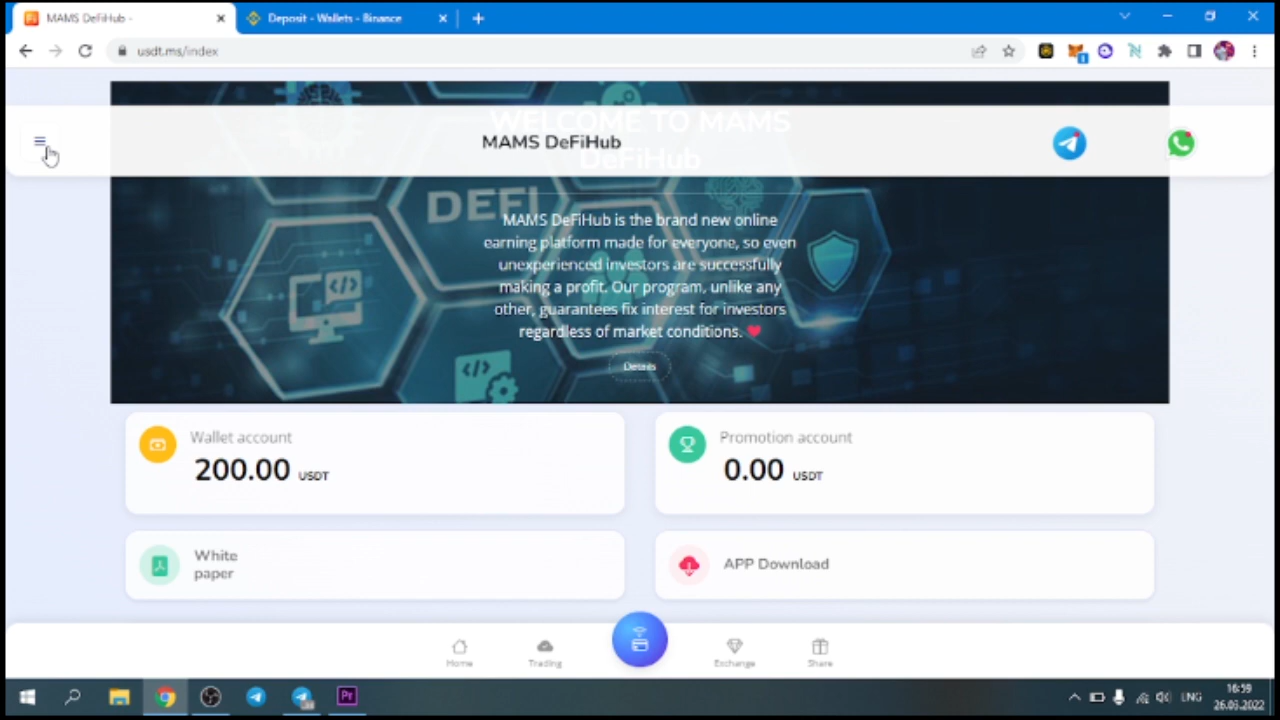 MAMS DeFiHub -
Deposit - Wallets - Binance
usdt.ms/index
WELCOME TO MAMS
DeFiHub
MAMS DeFiHub
DEFI
MAMS DeFiHub is the brand new online
earning platform made for everyone, so even
unexperienced investors are successfully
making a profit. Our program, unlike any
other, guarantees fix interest for investors
regardless of market conditions.
Details
Wallet account
200.00 USDT
Promotion account
0.00 USDT
White
paper
APP Download
Home
Trading
Exchange
Share
Pr
ENG
16:59
26.03.2022